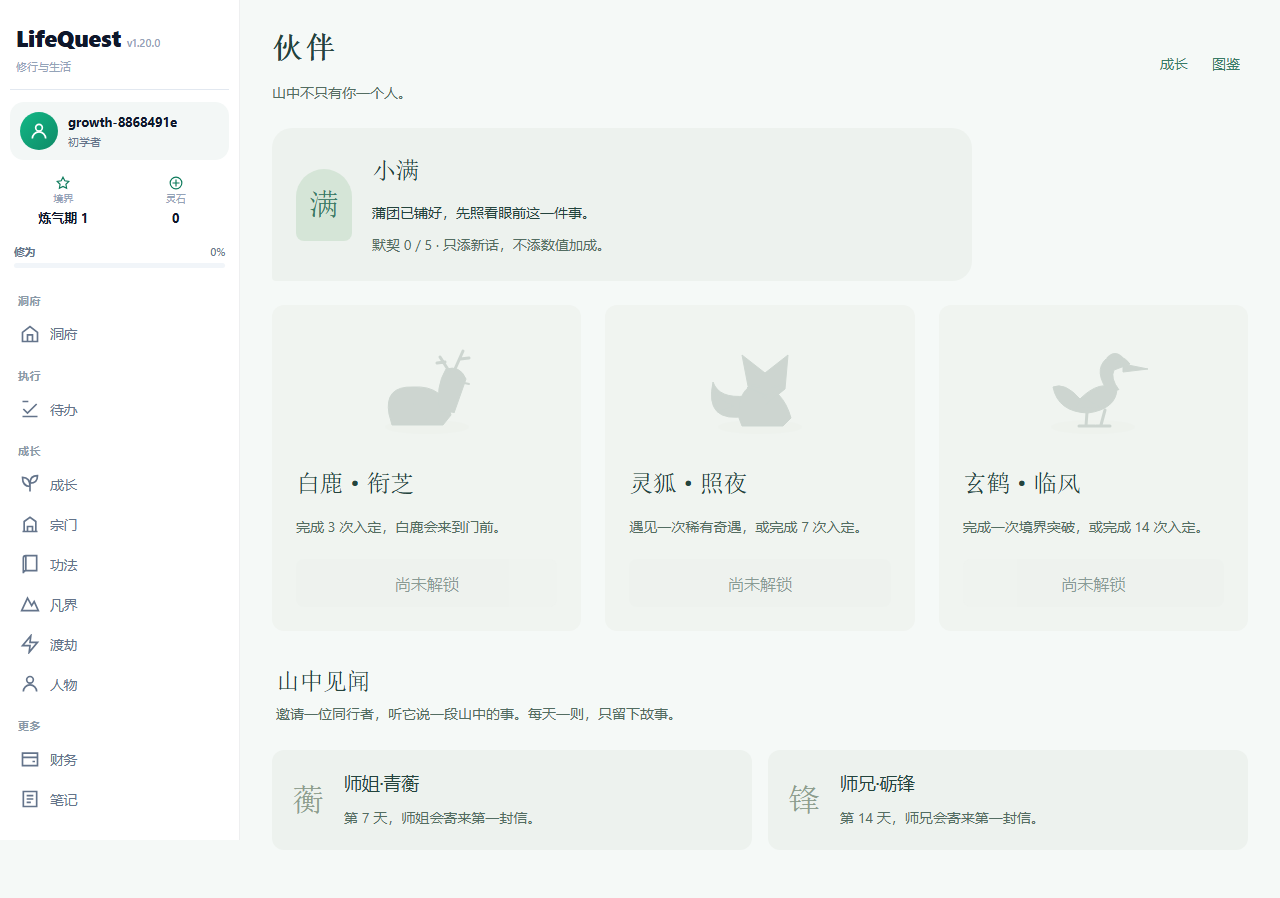 LifeQuest v1.20.0
修行与生活
growth-8868491e
初学者
境界
炼气期 1
灵石
0
修为 0%
洞府
洞府
执行
待办
成长
成长
宗门
功法
凡界
渡劫
人物
更多
财务
笔记
伙伴
山中不只有你一个人。
成长 图鉴
满
小满
蒲团已铺好，先照看眼前这一件事。
默契 0 / 5 · 只添新话，不添数值加成。
白鹿·衔芝
完成 3 次入定，白鹿会来到门前。
尚未解锁
灵狐·照夜
遇见一次稀有奇遇，或完成 7 次入定。
尚未解锁
玄鹤·临风
完成一次境界突破，或完成 14 次入定。
尚未解锁
山中见闻
邀请一位同行者，听它说一段山中的事。每天一则，只留下故事。
蘅
师姐·青蘅
第 7 天，师姐会寄来第一封信。
锋
师兄·砺锋
第 14 天，师兄会寄来第一封信。